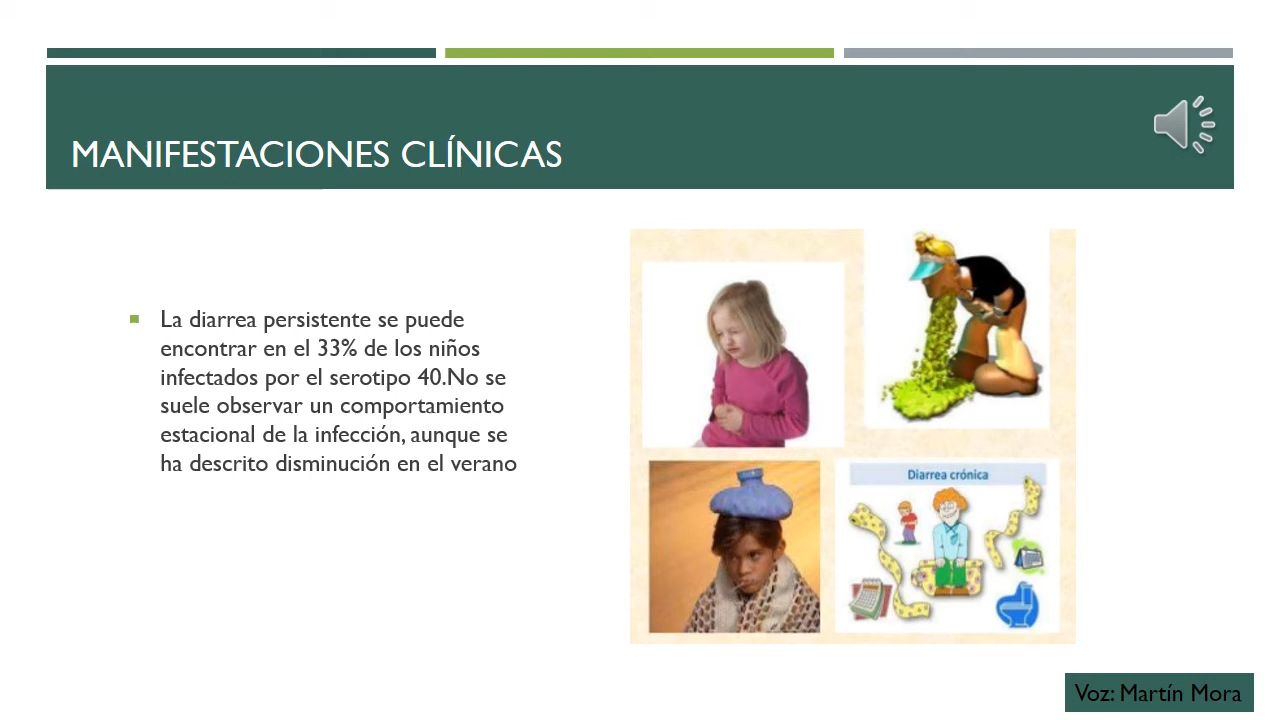 MANIFESTACIONES CLÍNICAS
La diarrea persistente se puede
encontrar en el 33% de los niños
infectados por el serotipo 40.No se
suele observar un comportamiento
estacional de la infección, aunque se
ha descrito disminución en el verano
Diarrea crónica
Voz: Martín Mora